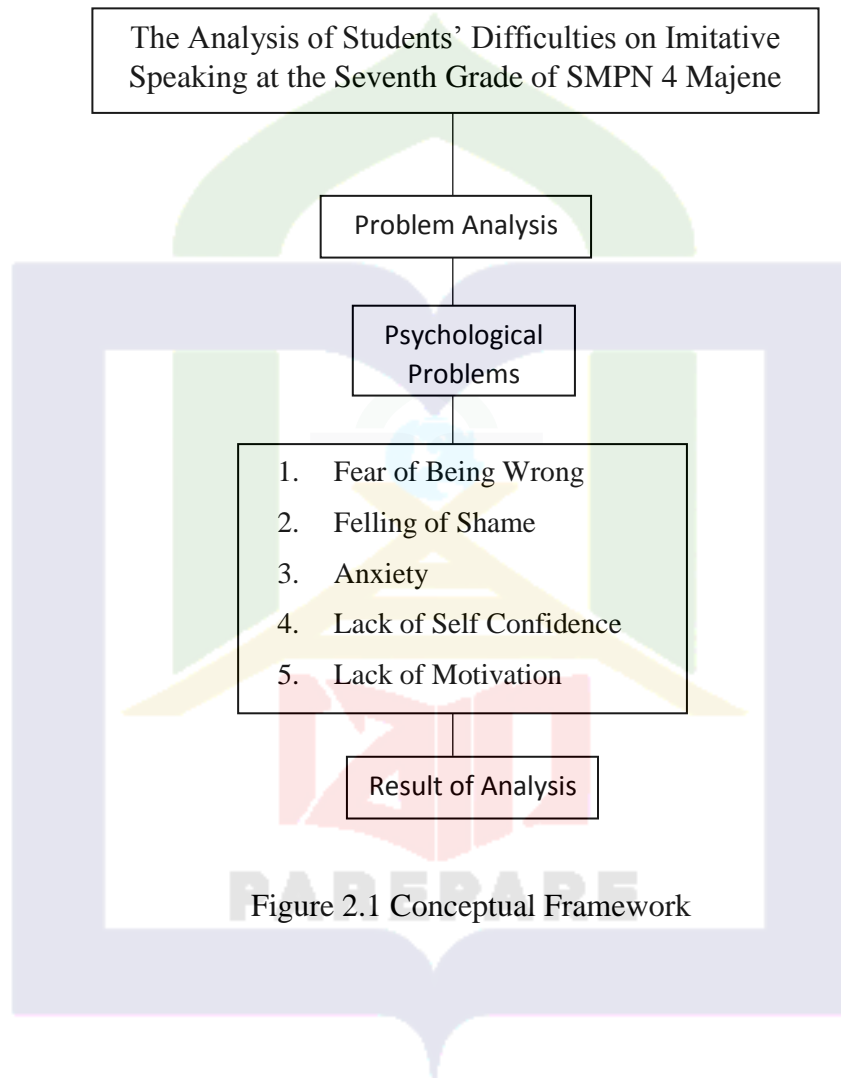 The Analysis of Students’ Difficulties on Imitative
Speaking at the Seventh Grade of SMPN 4 Majene
Problem Analysis
Psychological
Problems
1. Fear of Being Wrong
2. Felling of Shame
3. Anxiety
4. Lack of Self Confidence
5. Lack of Motivation
Result of Analysis
PAREPARE
Figure 2.1 Conceptual Framework